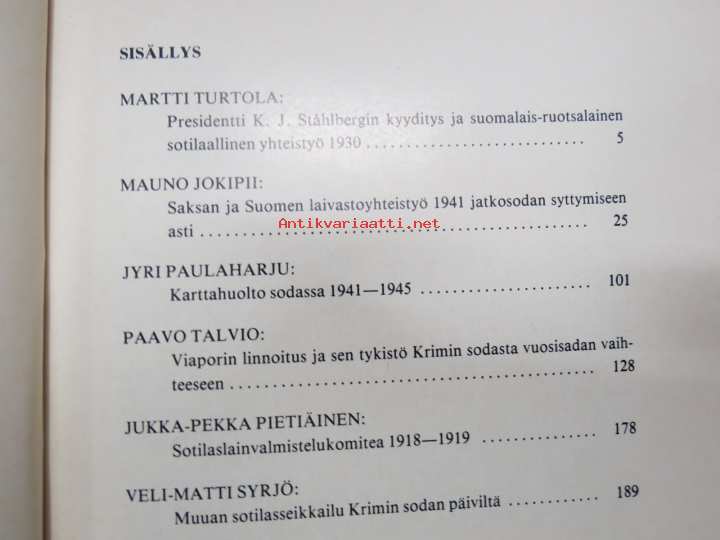 SISÄLLYS
MARTTI TURTOLA:
Presidentti K. J. Ståhlbergin kyyditys ja suomalais-ruotsalainen
sotilaallinen yhteistyö 1930 . . . . . . . . . . . . . . . . . . . . . . . . . . . . 5
MAUNO JOKIPII:
Saksan ja Suomen laivastoyhteistyö 1941 jatkosodan syttymiseen
Antikvariaatti.net
asti . . . . . . . . . . . . . . . . . . . . . . . . . . . . . . . . . . . . . . . . . . . . . . . 25
JYRI PAULAHARJU:
Karttahuolto sodassa 1941—1945 . . . . . . . . . . . . . . . . . . . . . 101
PAAVO TALVIO:
Viaporin linnoitus ja sen tykistö Krimin sodasta vuosisadan vaih-
teeseen . . . . . . . . . . . . . . . . . . . . . . . . . . . . . . . . . . . . . . . . . . . 128
JUKKA-PEKKA PIETIÄINEN:
Sotilaslainvalmistelukomitea 1918—1919 . . . . . . . . . . . . . . 178
VELI-MATTI SYRJÖ:
Muuan sotilasseikkailu Krimin sodan päiviltä . . . . . . . . . . . 189